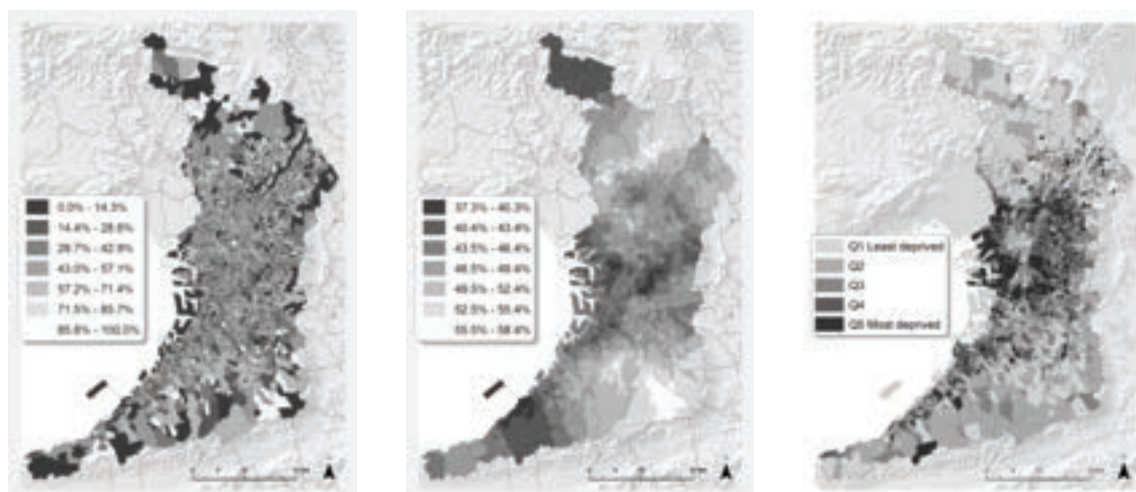 0.0% - 14.3%
14.4% - 28.6%
28.7% - 42.9%
43.0% - 57.1%
57.2% - 71.4%
71.5% - 85.7%
85.8% - 100.0%
37.3% - 40.3%
40.4% - 43.4%
43.5% - 46.4%
46.5% - 49.4%
49.5% - 52.4%
52.5% - 55.4%
55.5% - 58.4%
Q1 Least deprived
Q2
Q3
Q4
Q5 Most deprived